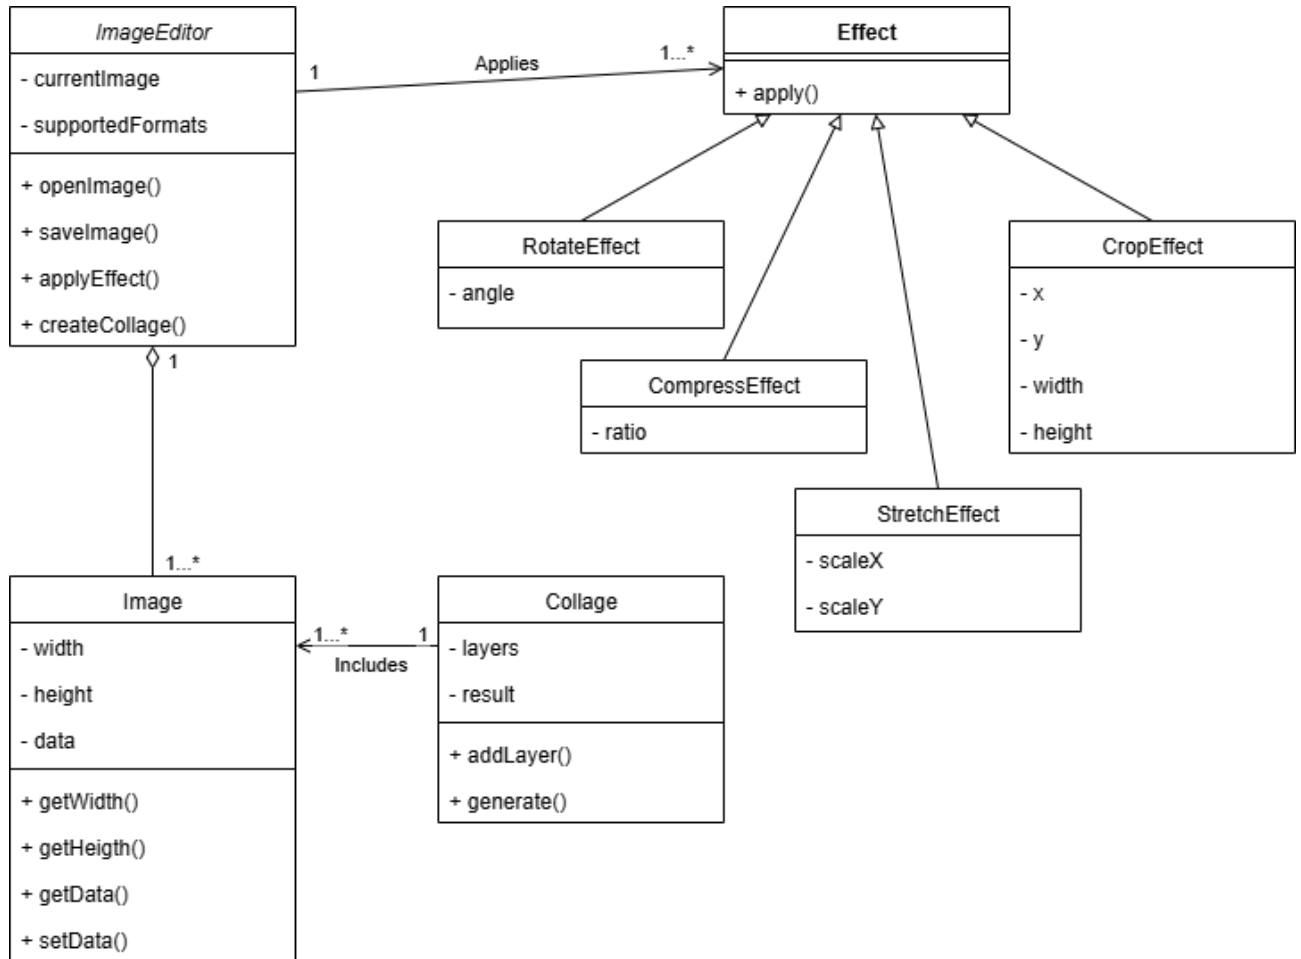 ImageEditor
- currentImage
- supportedFormats
+ openImage()
+ saveImage()
+ applyEffect()
+ createCollage()
1
Applies
1...*
Effect
+ apply()
RotateEffect
- angle
CompressEffect
- ratio
StretchEffect
- scaleX
- scaleY
CropEffect
- x
- y
- width
- height
1
1...*
Image
- width
- height
- data
+ getWidth()
+ getHeigth()
+ getData()
+ setData()
1...*
1
Includes
Collage
- layers
- result
+ addLayer()
+ generate()